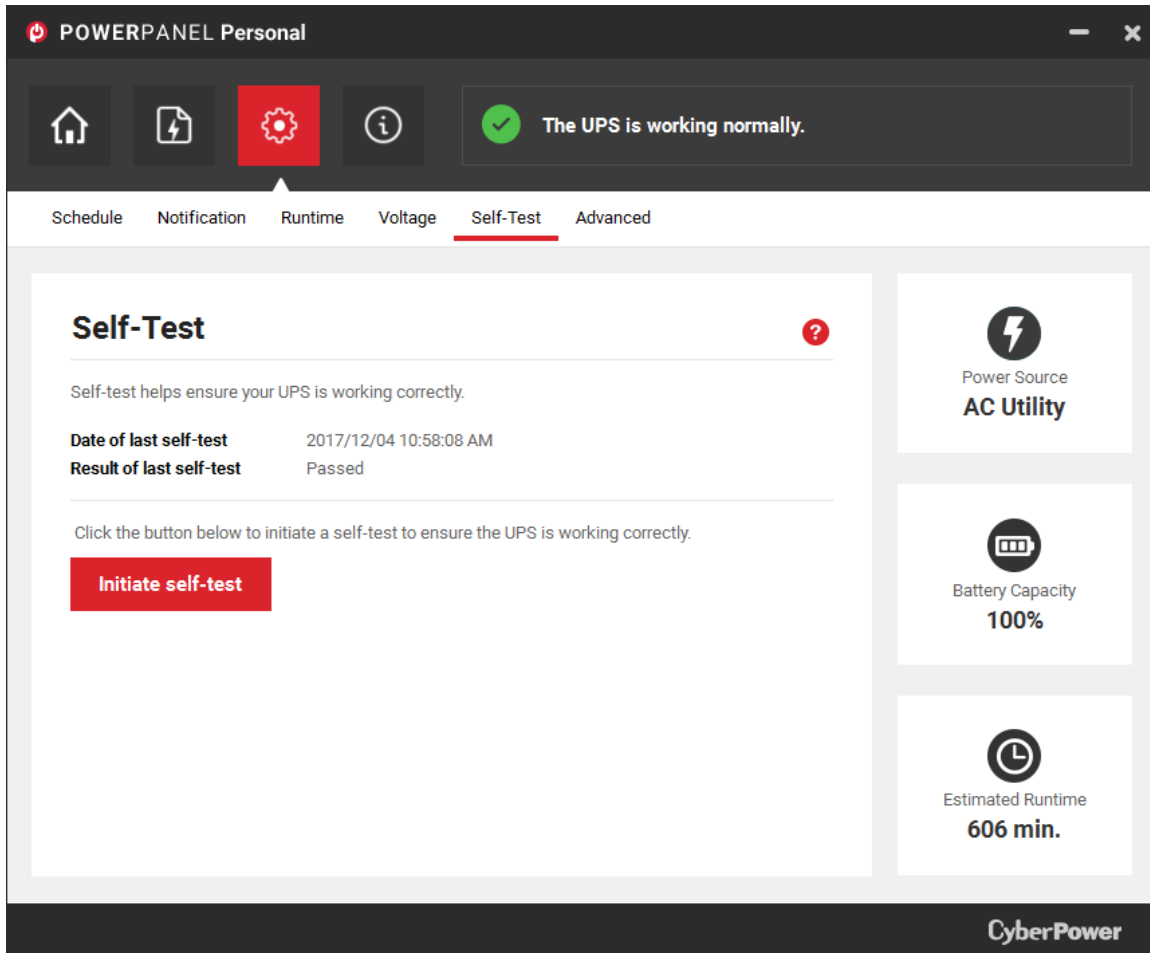 POWERPANEL Personal
The UPS is working normally.
Schedule Notification Runtime Voltage Self-Test Advanced
Self-Test
?
Self-test helps ensure your UPS is working correctly.
Date of last self-test 2017/12/04 10:58:08 AM
Result of last self-test Passed
Click the button below to initiate a self-test to ensure the UPS is working correctly.
Initiate self-test
Power Source
AC Utility
Battery Capacity
100%
Estimated Runtime
606 min.
CyberPower